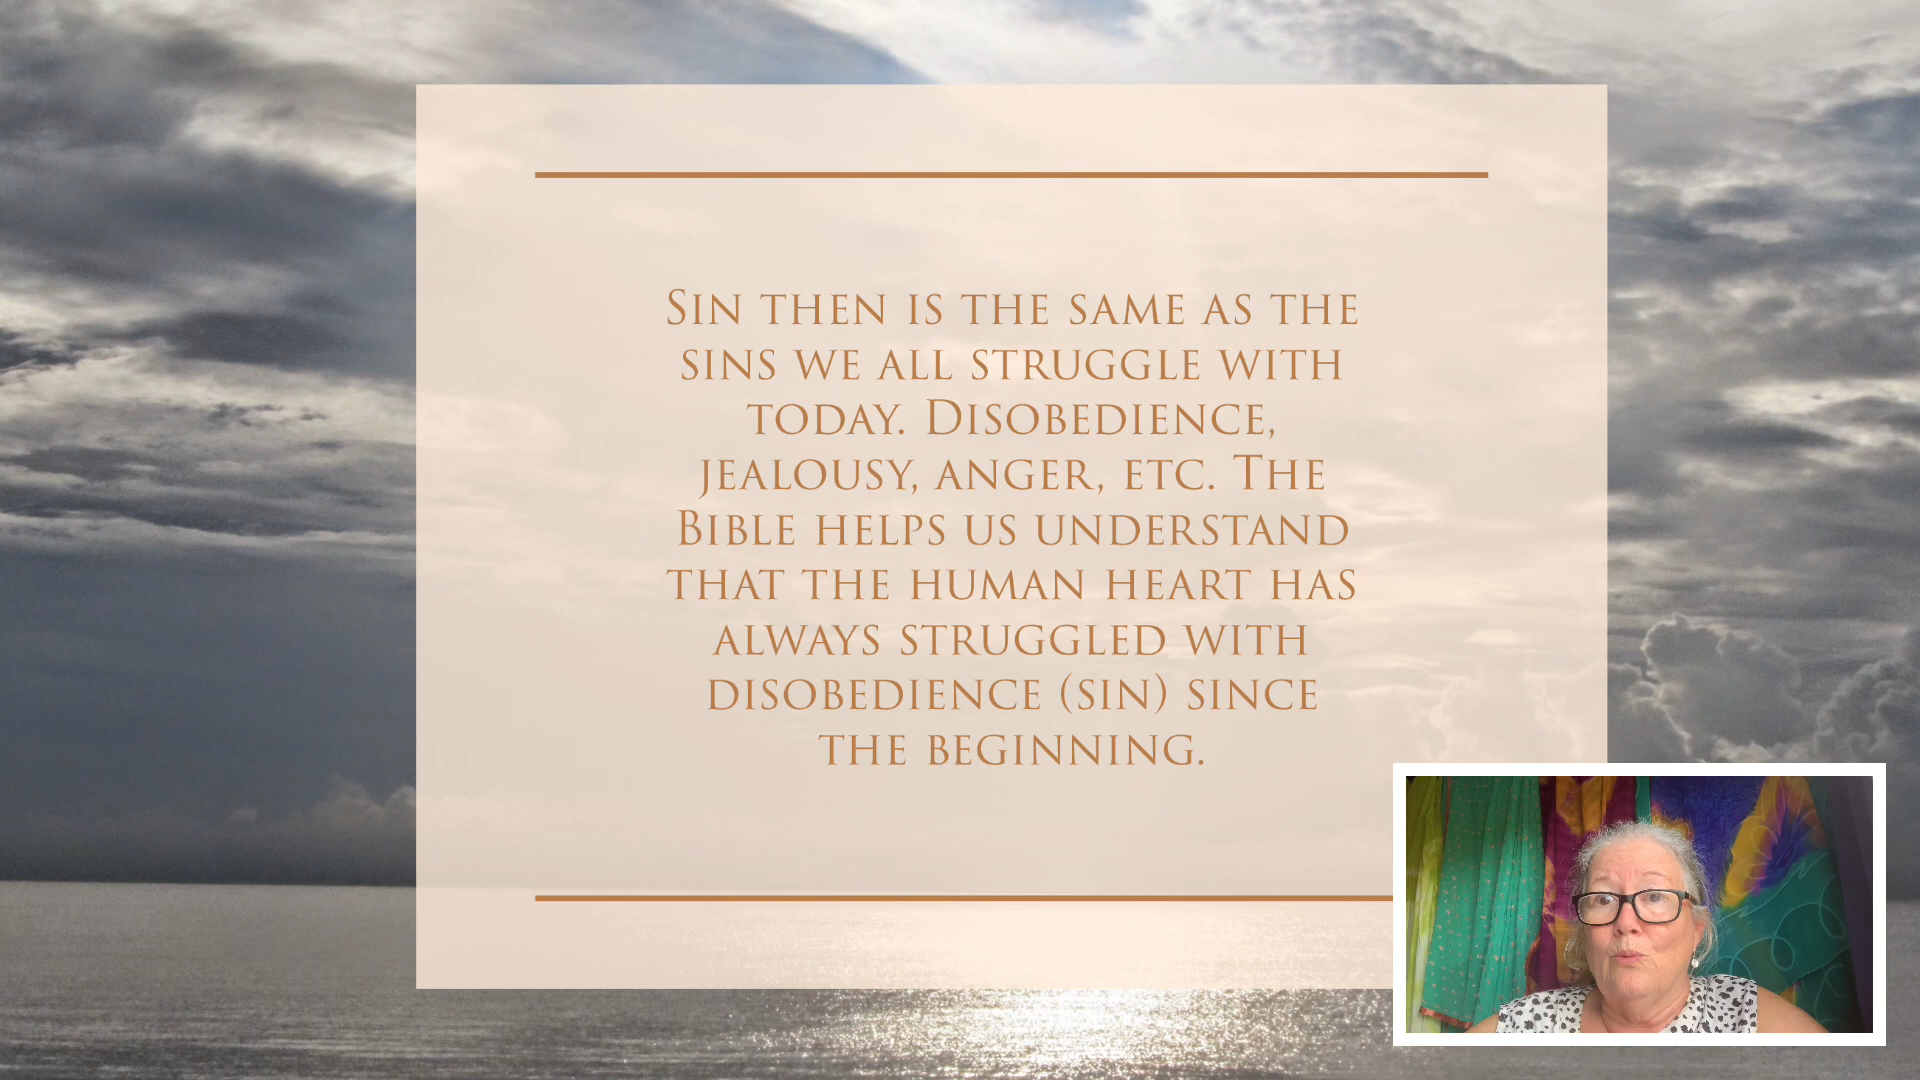 Sin then is the same as the
sins we all struggle with
today. Disobedience,
jealousy, anger, etc. The
Bible helps us understand
that the human heart has
always struggled with
disobedience (sin) since
the beginning.